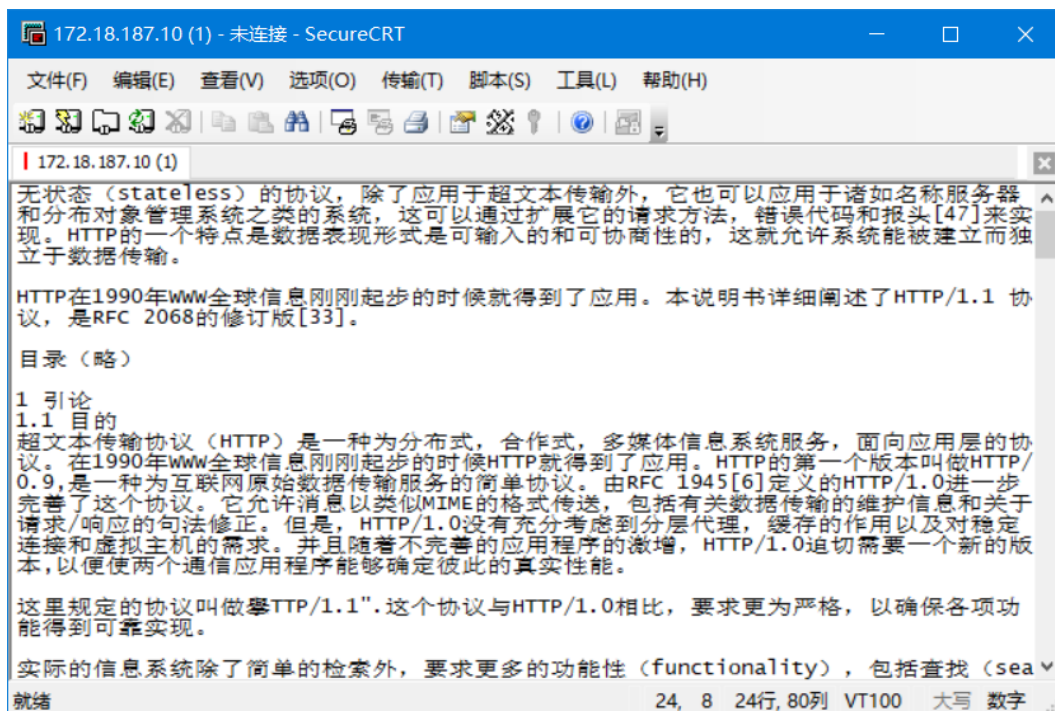 172.18.187.10 (1) - 未连接 - SecureCRT
文件(F) 编辑(E) 查看(V) 选项(O) 传输(T) 脚本(S) 工具(L) 帮助(H)
172.18.187.10 (1)
无状态（stateless）的协议，除了应用于超文本传输外，它也可以应用于诸如名称服务器
和分布对象管理系统之类的系统，这可以通过扩展它的请求方法，错误代码和报头[47]来实
现。HTTP的一个特点是数据表现形式是可输入的和可协商性的，这就允许系统能被建立而独
立于数据传输。
HTTP在1990年WWW全球信息刚刚起步的时候就得到了应用。本说明书详细阐述了HTTP/1.1 协
议，是RFC 2068的修订版[33]。
目录（略）
1 引论
1.1 目的
超文本传输协议（HTTP）是一种为分布式，合作式，多媒体信息系统服务，面向应用层的协
议。在1990年WWW全球信息刚刚起步的时候HTTP就得到了应用。HTTP的第一个版本叫做HTTP/
0.9,是一种为互联网原始数据传输服务的简单协议。由RFC 1945[6]定义的HTTP/1.0进一步
完善了这个协议。它允许消息以类似MIME的格式传送，包括有关数据传输的维护信息和关于
请求/响应的句法修正。但是，HTTP/1.0没有充分考虑到分层代理，缓存的作用以及对稳定
连接和虚拟主机的需求。并且随着不完善的应用程序的激增，HTTP/1.0迫切需要一个新的版
本,以便使两个通信应用程序能够确定彼此的真实性能。
这里规定的协议叫做攀TTP/1.1".这个协议与HTTP/1.0相比，要求更为严格，以确保各项功
能得到可靠实现。
实际的信息系统除了简单的检索外，要求更多的功能性（functionality），包括查找（sea
就绪 24, 8 24行, 80列 VT100 大写 数字